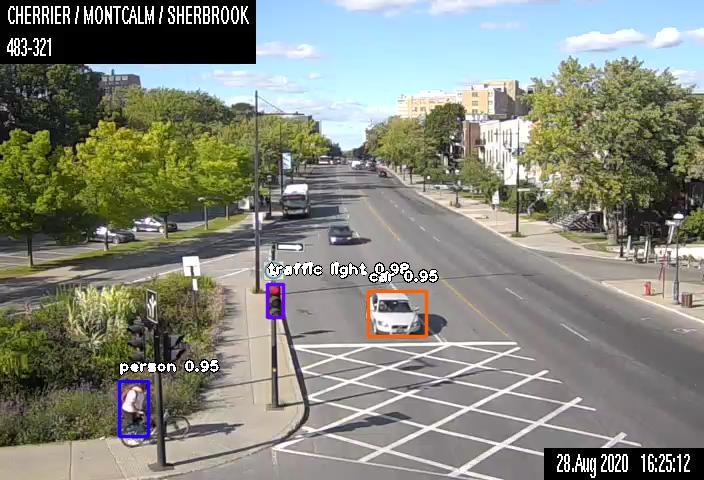 CHERRIER / MONTCALM / SHERBROOK
483-321
traffic light 0.98
car 0.95
person 0.95
28.Aug 2020 16:25:12